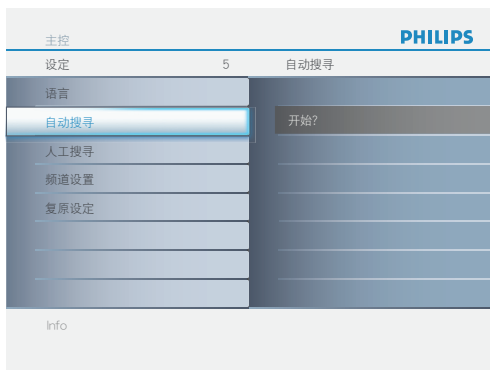 主控
PHILIPS
设定 5 自动搜寻
语言
自动搜寻
开始?
人工搜寻
频道设置
复原设定
Info